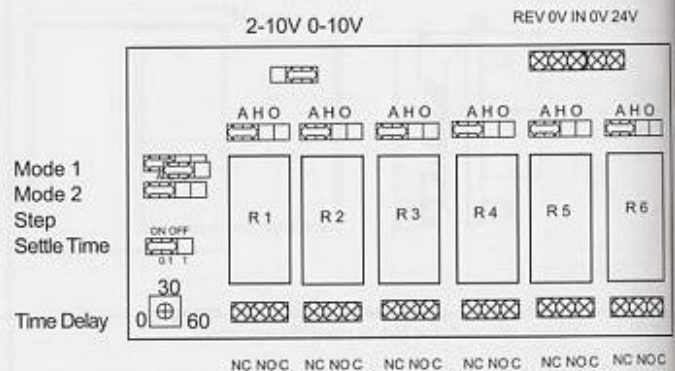 2-10V 0-10V
REV 0V IN 0V 24V
A H O A H O A H O A H O A H O A H O
Mode 1
Mode 2
Step
Settle Time
ON OFF
0.1 T
R 1 R 2 R 3 R 4 R 5 R 6
30
Time Delay 0 60
NC NO C NC NO C NC NO C NC NO C NC NO C NC NO C